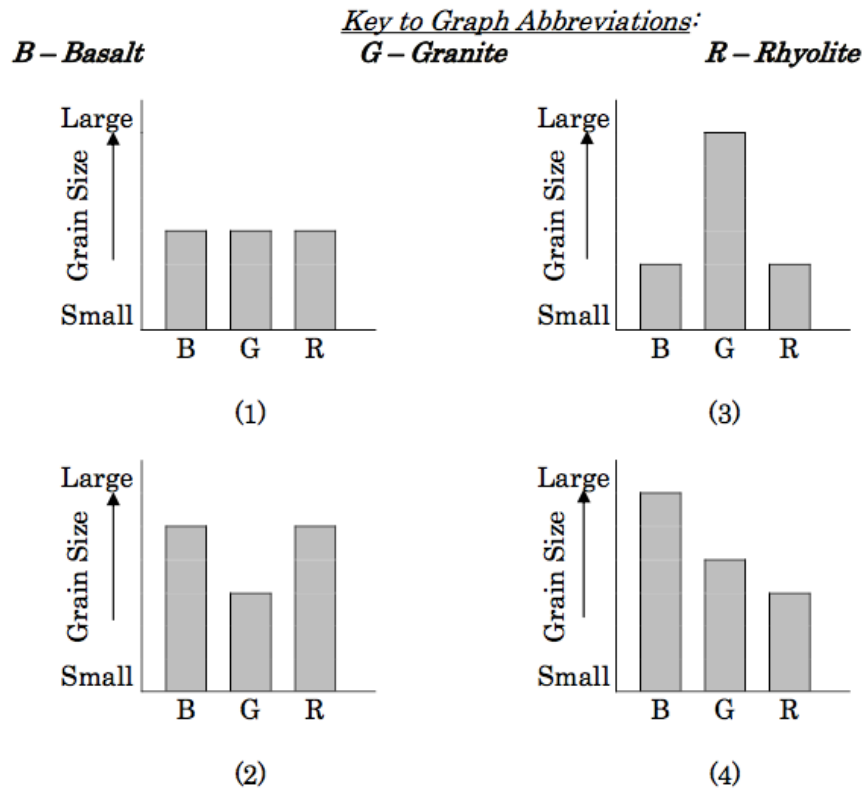 Key to Graph Abbreviations:
B – Basalt G – Granite R – Rhyolite
Large
Grain Size
Small
B G R
(1)
Large
Grain Size
Small
B G R
(3)
Large
Grain Size
Small
B G R
(2)
Large
Grain Size
Small
B G R
(4)